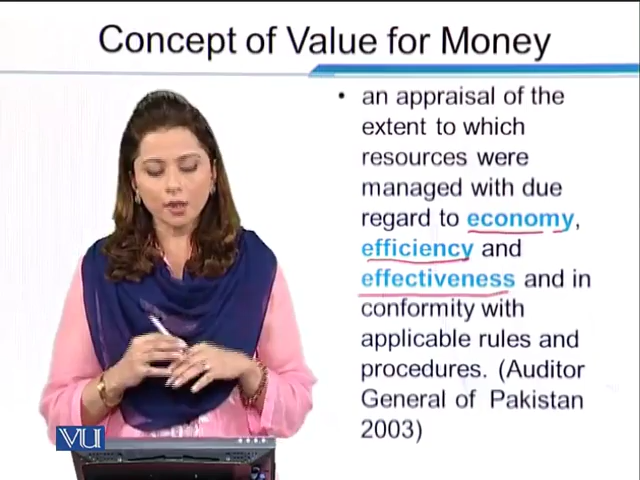 Concept of Value for Money
• an appraisal of the
extent to which
resources were
managed with due
regard to economy,
efficiency and
effectiveness and in
conformity with
applicable rules and
procedures. (Auditor
General of Pakistan
2003)
VU